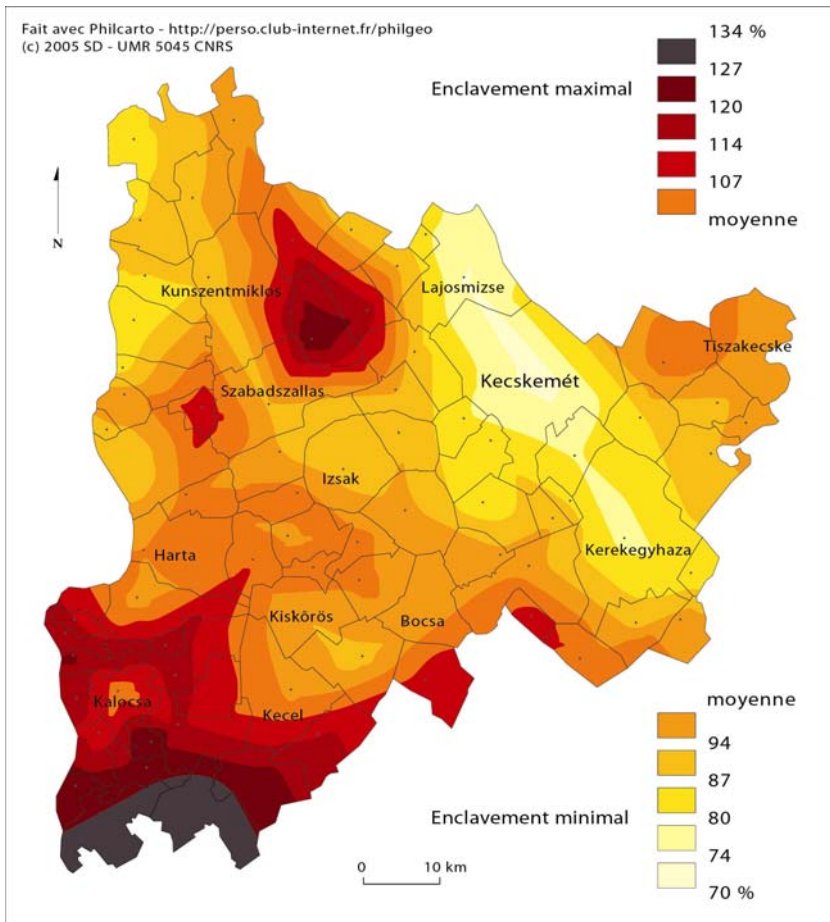 Fait avec Philcarto - http://perso.club-internet.fr/philgeo
(c) 2005 SD - UMR 5045 CNRS
134 %
Enclavement maximal
127
120
114
107
moyenne
N
Kunszentmiklos
Lajosmizse
Tiszakecske
Kecskemét
Szabadszallas
Izsak
Harta
Kerekegyhaza
Kiskörös
Bocsa
Kalocsa
Kecel
moyenne
94
87
80
74
70 %
Enclavement minimal
0 10 km